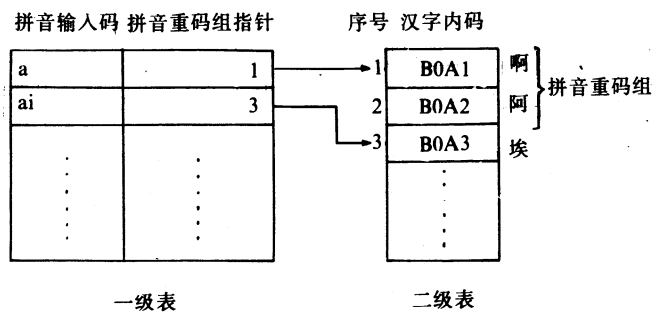 拼音输入码 拼音重码组指针 序号 汉字内码
a 1 1 B0A1 啊
拼音重码组
ai 3 2 B0A2 阿
3 B0A3 埃
一级表 二级表